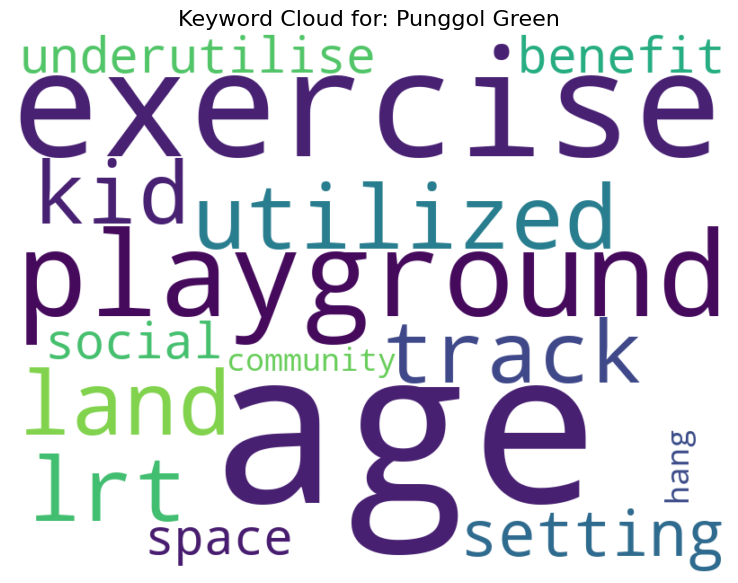 Keyword Cloud for: Punggol Green
underutilise benefit
exercise
kid utilized
playground
social track
community
land age
hang
lrt
space setting